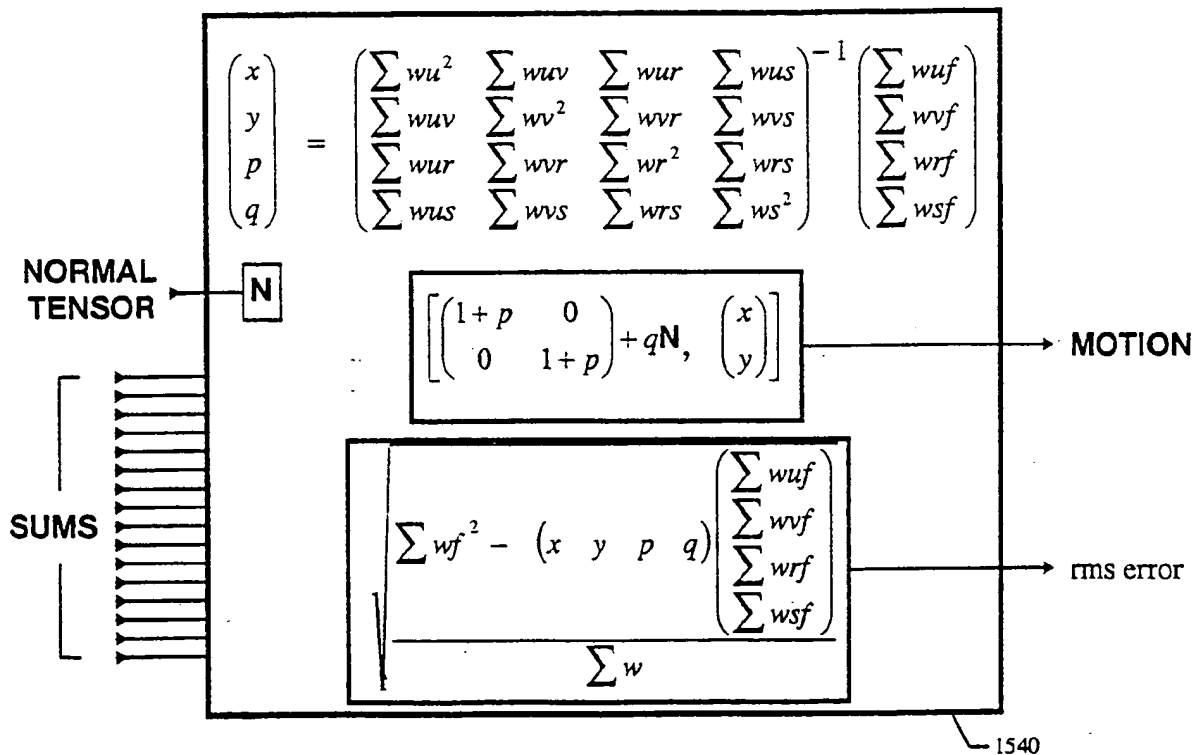 (x y p q) = (∑wu² ∑wuv ∑wur ∑wus
∑wuv ∑wv² ∑wvr ∑wvs
∑wur ∑wvr ∑wr² ∑wrs
∑wus ∑wvs ∑wrs ∑ws²)⁻¹ (∑wuf ∑wvf ∑wrf ∑wsf)
NORMAL
TENSOR
N
[(1+p 0
0 1+p) + qN, (x y)]
MOTION
SUMS
√ ∑wf² − (x y p q) (∑wuf ∑wvf ∑wrf ∑wsf)
∑w
rms error
1540